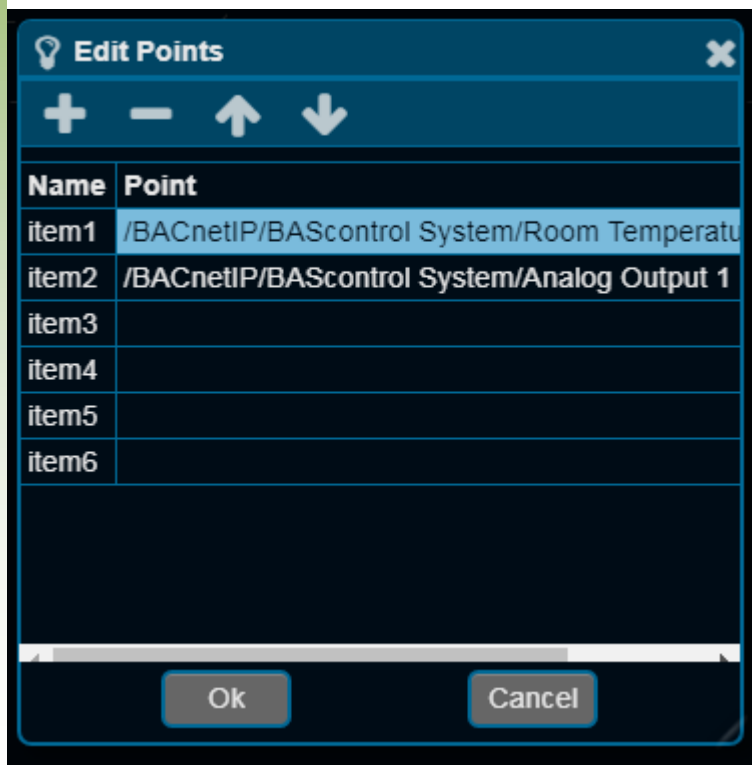 Edit Points
Name Point
item1 /BACnetIP/BAScontrol System/Room Temperatu
item2 /BACnetIP/BAScontrol System/Analog Output 1
item3
item4
item5
item6
Ok Cancel